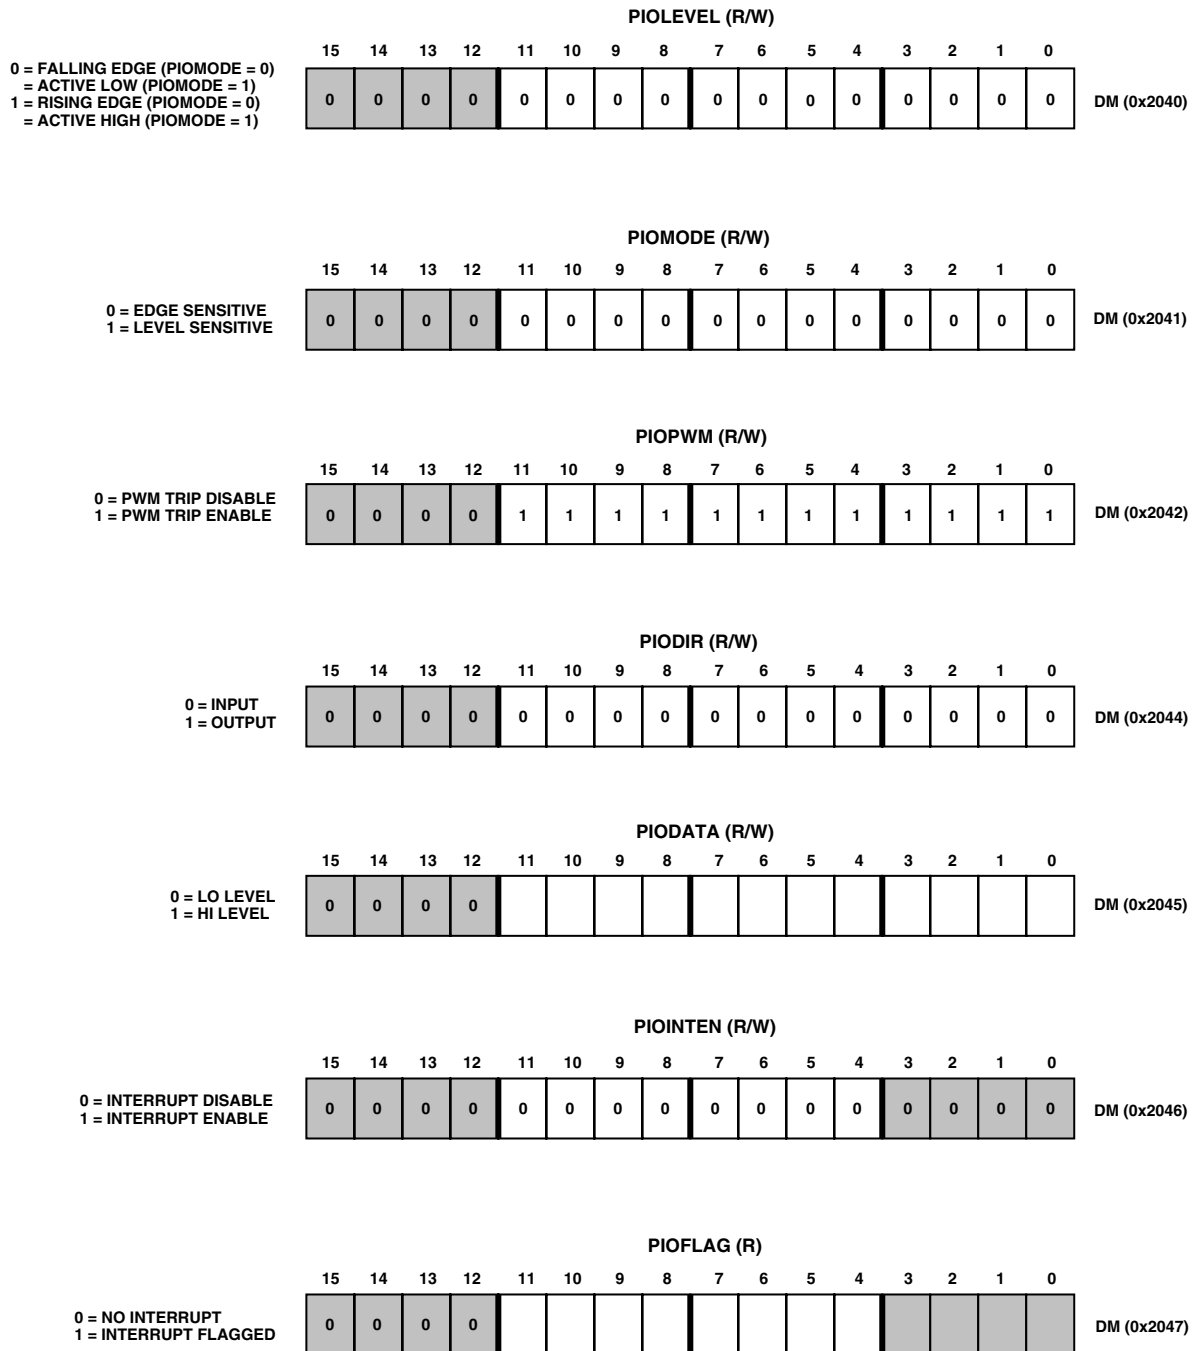 PIOLEVEL (R/W)
15 14 13 12 11 10 9 8 7 6 5 4 3 2 1 0
0 = FALLING EDGE (PIOMODE = 0)
= ACTIVE LOW (PIOMODE = 1)
1 = RISING EDGE (PIOMODE = 0)
= ACTIVE HIGH (PIOMODE = 1)
0 0 0 0 0 0 0 0 0 0 0 0 0 0 0 0
DM (0x2040)
PIOMODE (R/W)
15 14 13 12 11 10 9 8 7 6 5 4 3 2 1 0
0 = EDGE SENSITIVE
1 = LEVEL SENSITIVE
0 0 0 0 0 0 0 0 0 0 0 0 0 0 0 0
DM (0x2041)
PIOPWM (R/W)
15 14 13 12 11 10 9 8 7 6 5 4 3 2 1 0
0 = PWM TRIP DISABLE
1 = PWM TRIP ENABLE
0 0 0 0 1 1 1 1 1 1 1 1 1 1 1 1
DM (0x2042)
PIODIR (R/W)
15 14 13 12 11 10 9 8 7 6 5 4 3 2 1 0
0 = INPUT
1 = OUTPUT
0 0 0 0 0 0 0 0 0 0 0 0 0 0 0 0
DM (0x2044)
PIODATA (R/W)
15 14 13 12 11 10 9 8 7 6 5 4 3 2 1 0
0 = LO LEVEL
1 = HI LEVEL
0 0 0 0
DM (0x2045)
PIOINTEN (R/W)
15 14 13 12 11 10 9 8 7 6 5 4 3 2 1 0
0 = INTERRUPT DISABLE
1 = INTERRUPT ENABLE
0 0 0 0 0 0 0 0 0 0 0 0 0 0 0 0
DM (0x2046)
PIOFLAG (R)
15 14 13 12 11 10 9 8 7 6 5 4 3 2 1 0
0 = NO INTERRUPT
1 = INTERRUPT FLAGGED
0 0 0 0
DM (0x2047)